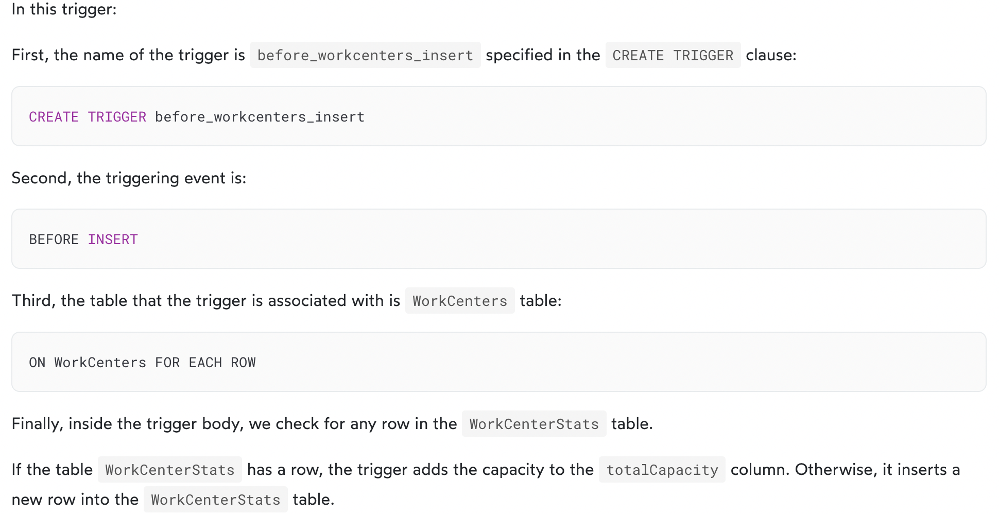 In this trigger:
First, the name of the trigger is before_workcenters_insert specified in the CREATE TRIGGER clause:
CREATE TRIGGER before_workcenters_insert
Second, the triggering event is:
BEFORE INSERT
Third, the table that the trigger is associated with is WorkCenters table:
ON WorkCenters FOR EACH ROW
Finally, inside the trigger body, we check for any row in the WorkCenterStats table.
If the table WorkCenterStats has a row, the trigger adds the capacity to the totalCapacity column. Otherwise, it inserts a
new row into the WorkCenterStats table.